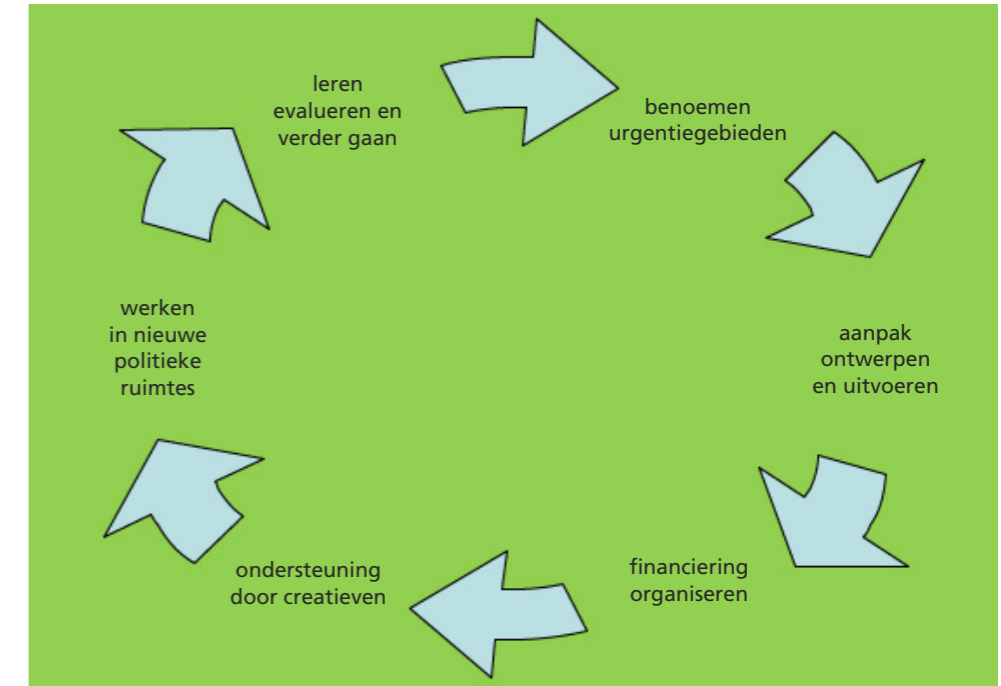 leren
evalueren en
verder gaan
benoemen
urgentiegebieden
aanpak
ontwerpen
en uitvoeren
financiering
organiseren
ondersteuning
door creatieven
werken
in nieuwe
politieke
ruimtes